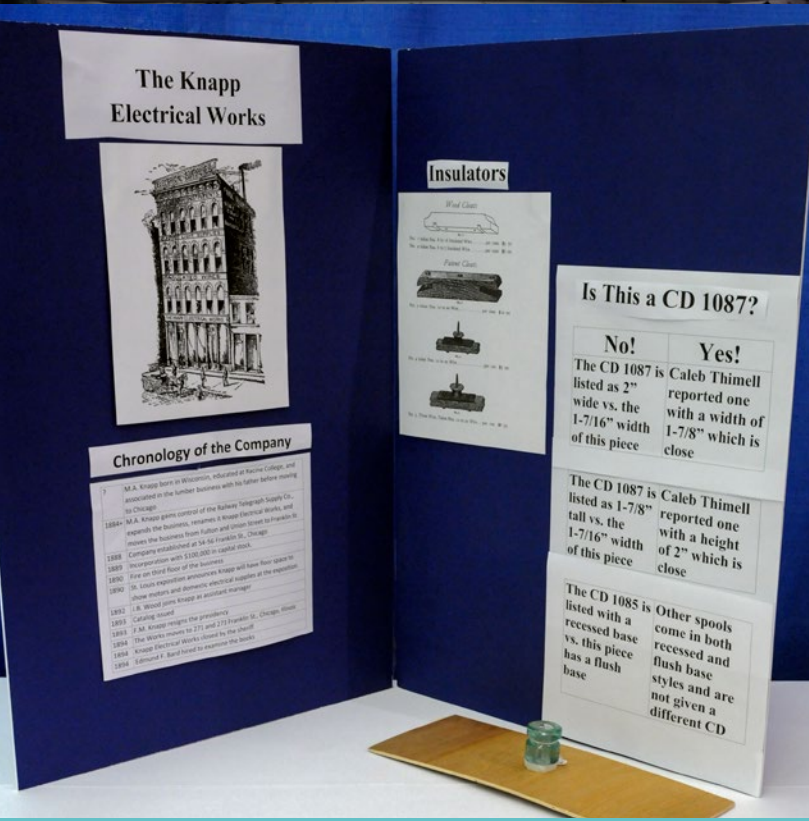 The Knapp
Electrical Works
THE KNAPP ELECTRICAL WORKS
Chronology of the Company
? M.A. Knapp born in Wisconsin, educated at Racine College, and
associated in the lumber business with his father before moving
to Chicago
1884+ M.A. Knapp gains control of the Railway Telegraph Supply Co.,
expands the business, renames it Knapp Electrical Works, and
moves the business from Fulton and Union Street to Franklin St
1888 Company established at 54-56 Franklin St., Chicago
1889 Incorporation with $100,000 in capital stock.
1890 Fire on third floor of the business
1890 St. Louis exposition announces Knapp will have floor space to
show motors and domestic electrical supplies at the exposition
1892 J.R. Wood joins Knapp as assistant manager
1893 Catalog issued
1893 F.M. Knapp resigns the presidency
1894 The Works moves to 271 and 273 Franklin St., Chicago, Illinois
1894 Knapp Electrical Works closed by the sheriff
1894 Edmund F. Bard hired to examine the books
Insulators
Wood Cleats
Patent Cleats
Is This a CD 1087?
No!
The CD 1087 is
listed as 2”
wide vs. the
1-7/16” width
of this piece
Yes!
Caleb Thimell
reported one
with a width of
1-7/8” which is
close
The CD 1087 is
listed as 1-7/8”
tall vs. the
1-7/16” width
of this piece
Caleb Thimell
reported one
with a height
of 2” which is
close
The CD 1085 is
listed with a
recessed base
vs. this piece
has a flush
base
Other spools
come in both
recessed and
flush base
styles and are
not given a
different CD